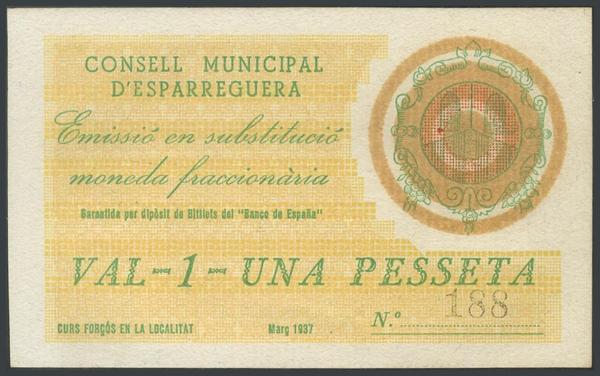 CONSELL MUNICIPAL
D'ESPARREGUERA
Emissió en substitució
moneda fraccionària
Garantida per dipòsit de Bitllets del "Banco de España"
VAL-1-UNA PESSETA
CURS FORÇÓS EN LA LOCALITAT Març 1937 N.º 188